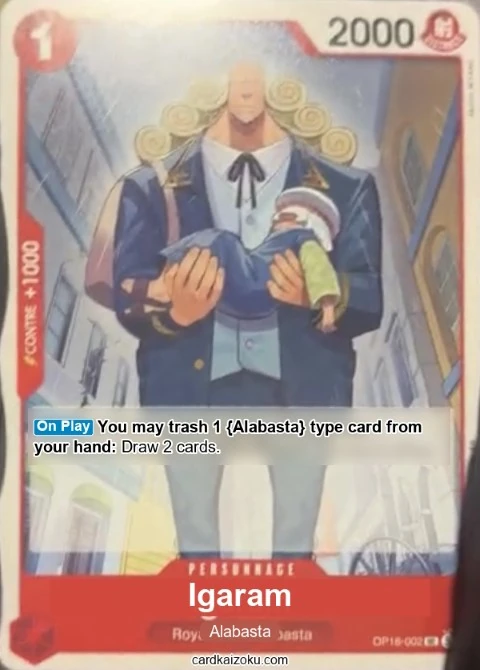 1
2000
CONTRE +1000
On Play You may trash 1 {Alabasta} type card from
your hand: Draw 2 cards.
PERSONNAGE
Igaram
Alabasta
OP16-002 UC
cardkaizoku.com